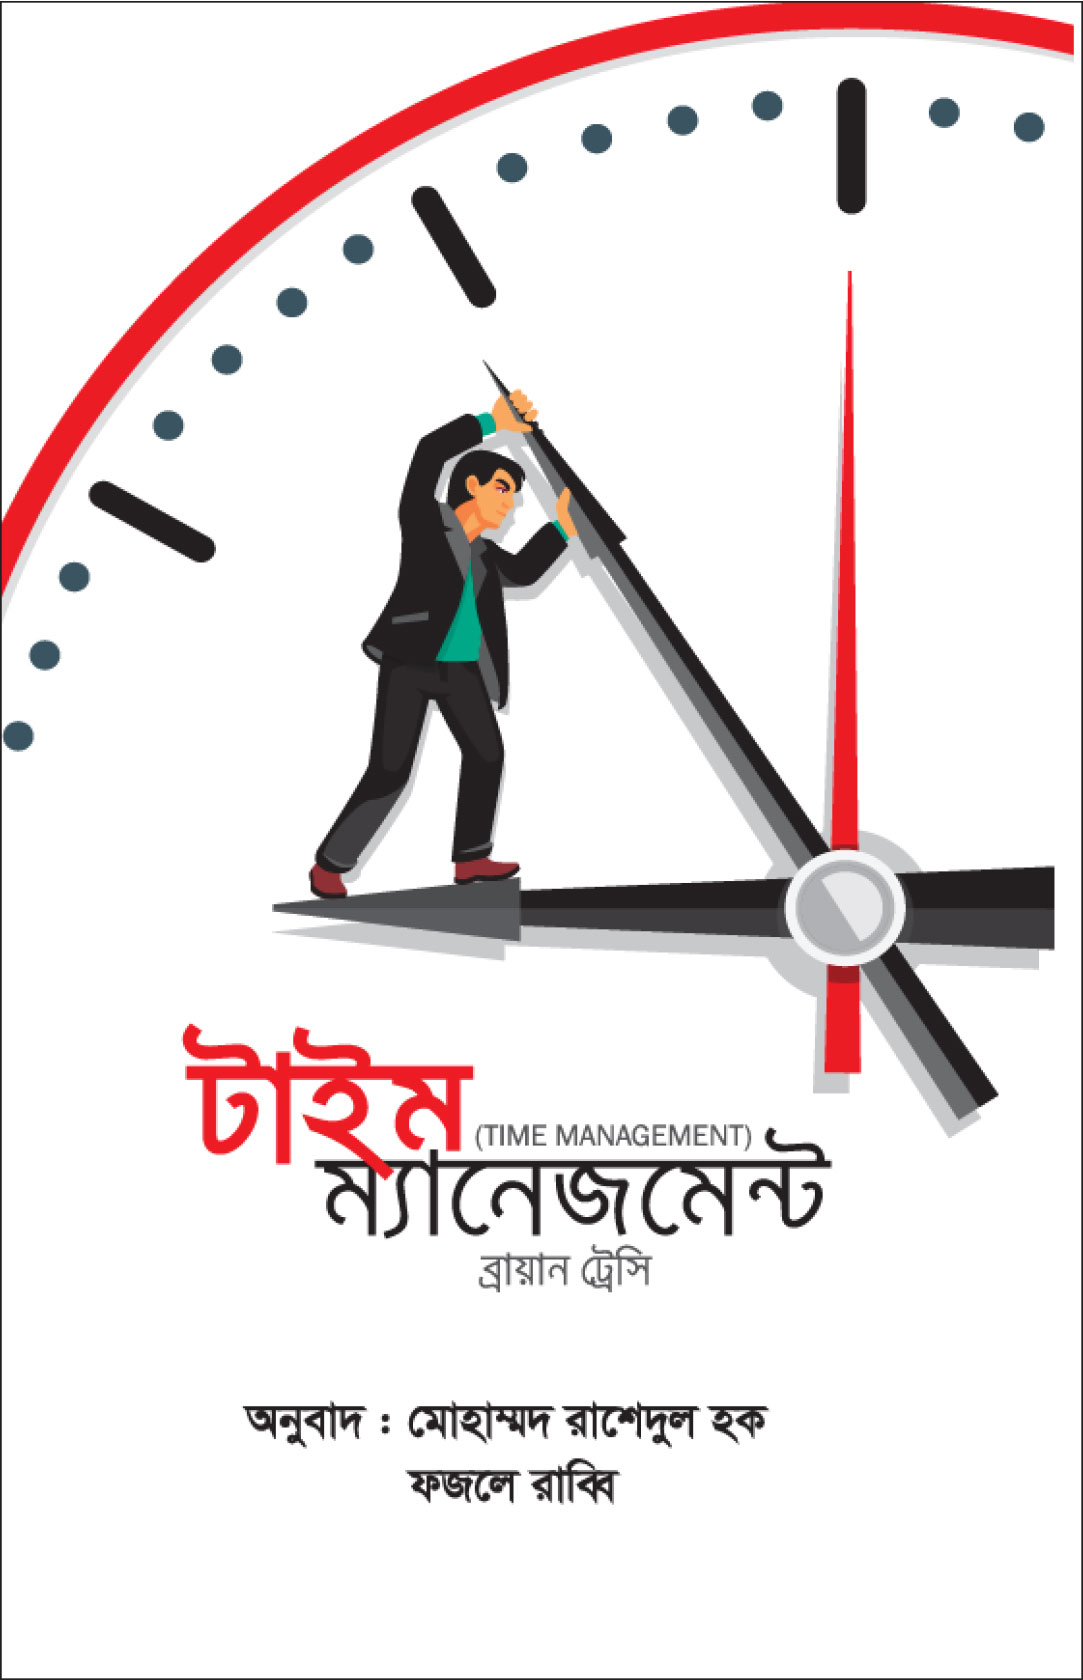 টাইম
(TIME MANAGEMENT)
ম্যানেজমেন্ট
ব্রায়ান ট্রেসি
অনুবাদ : মোহাম্মদ রাশেদুল হক
ফজলে রাব্বি